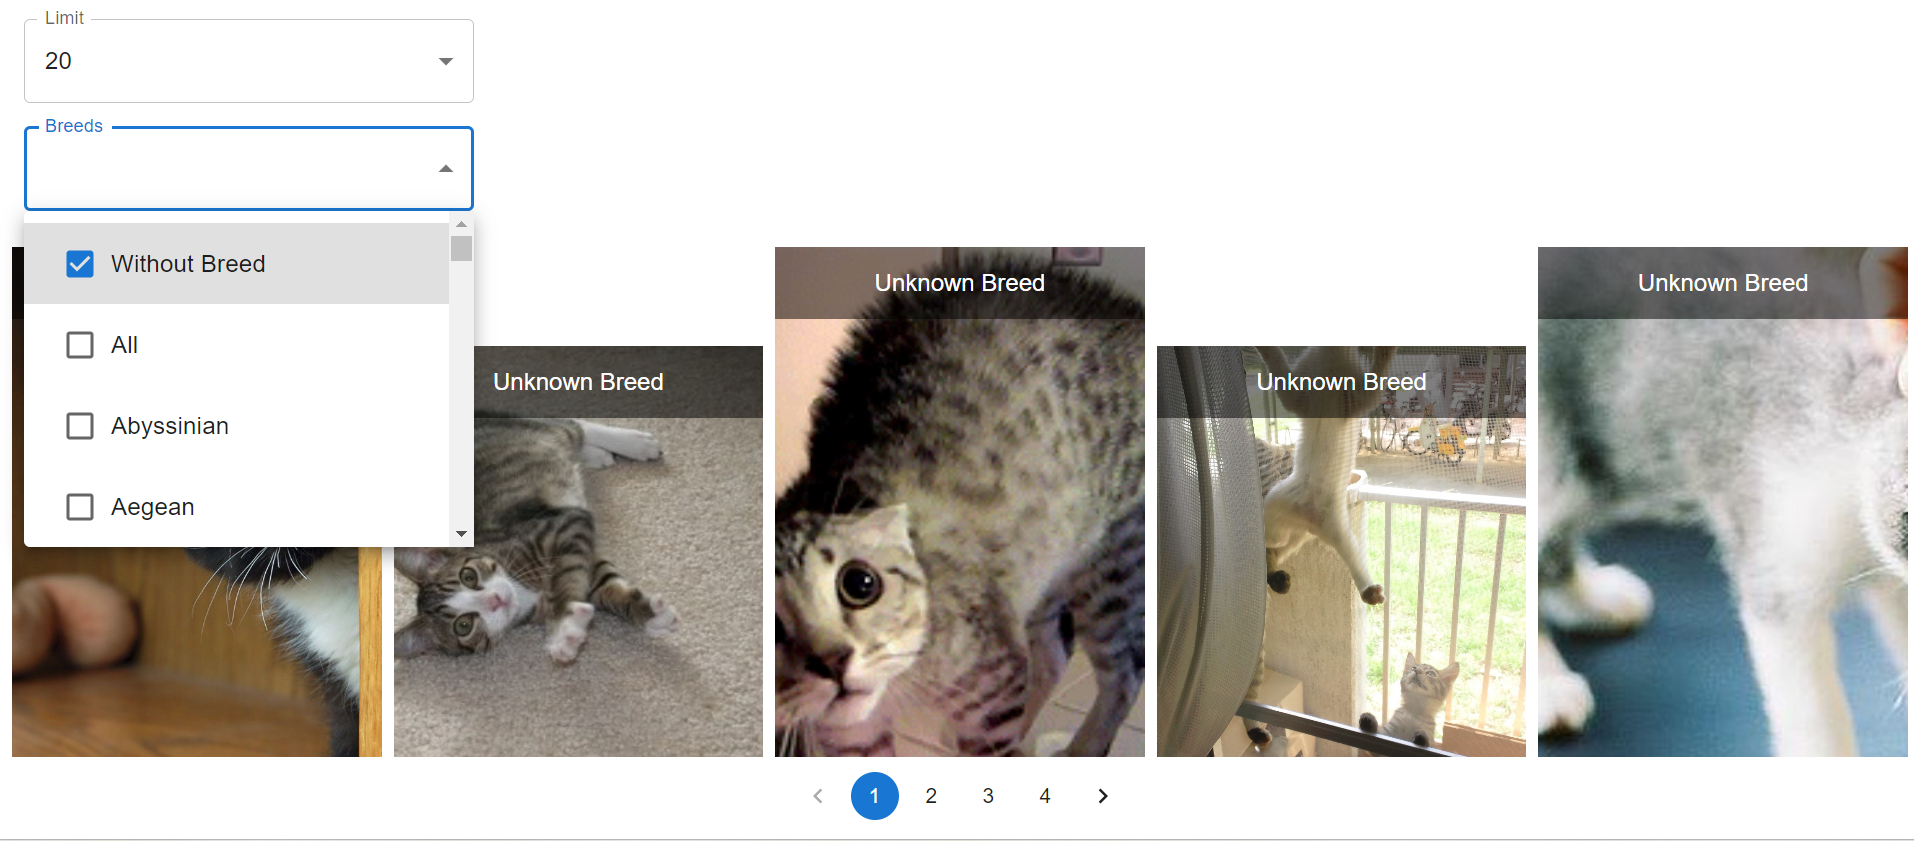 Limit
20
Breeds
Without Breed
All
Abyssinian
Aegean
Unknown Breed
Unknown Breed
Unknown Breed
Unknown Breed
1 2 3 4